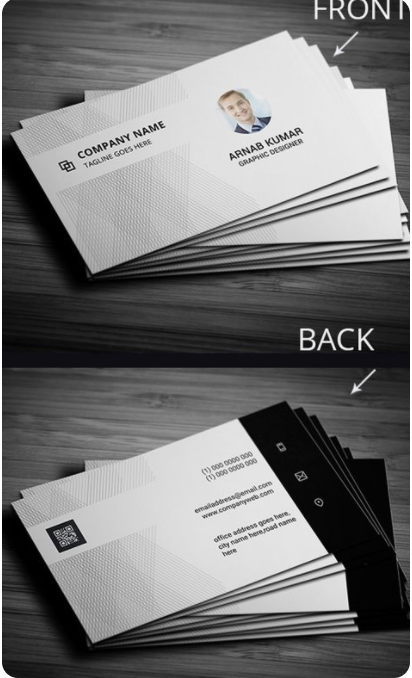 FRONT
COMPANY NAME
TAGLINE GOES HERE
ARNAB KUMAR
GRAPHIC DESIGNER
BACK
(1) 000 0000 000
(1) 000 0000 000
emailaddress@email.com
www.companyweb.com
office address goes here,
city name here,road name
here